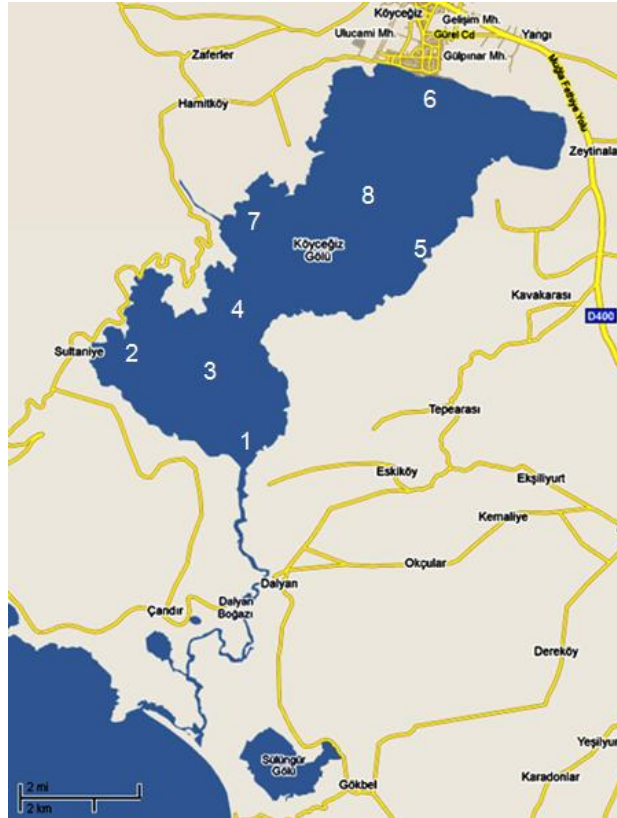 Köyceğiz
Gelişim Mh.
Ulucami Mh.
Gürel Cd
Yangı
Zaferler
Gülpınar Mh.
Muğla Fethiye Yolu
6
Hamitköy
Zeytinala
8
7
Köyceğiz
Gölü
5
Kavakarası
4
D400
Sultaniye
2
3
Tepearası
1
Eskiköy
Ekşiliyurt
Kemaliye
Okçular
Dalyan
Çandır
Dalyan
Boğazı
Dereköy
Sülüngür
Gölü
Yeşilyur
Karadonlar
Gökbel
2 mi
2 km